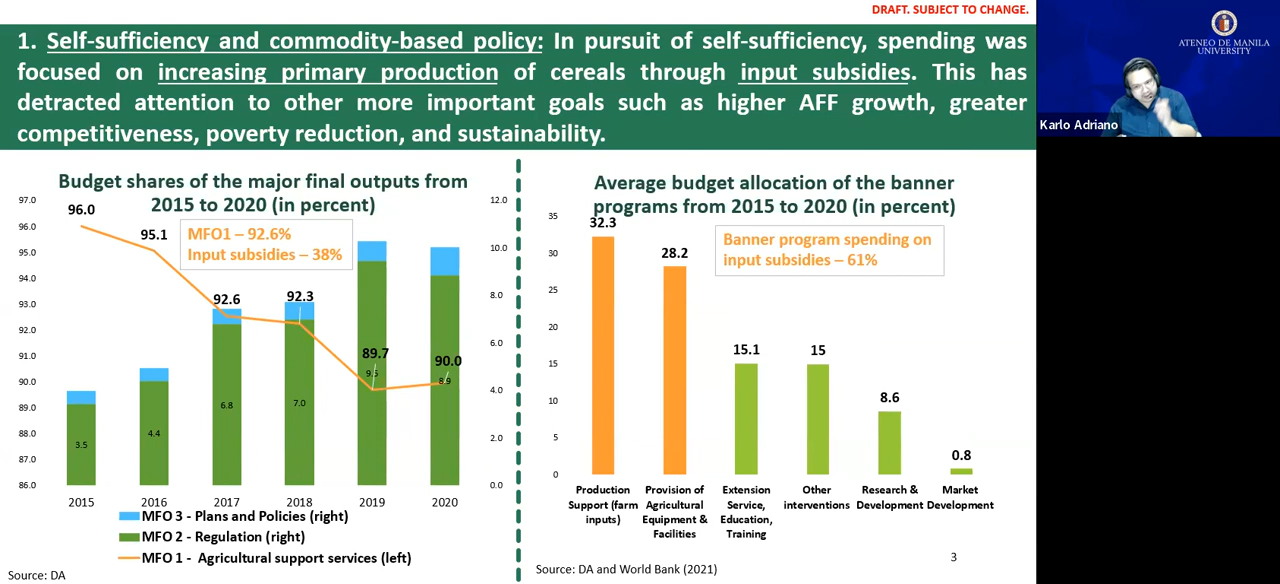 DRAFT. SUBJECT TO CHANGE.
1. Self-sufficiency and commodity-based policy: In pursuit of self-sufficiency, spending was
focused on increasing primary production of cereals through input subsidies. This has
detracted attention to other more important goals such as higher AFF growth, greater
competitiveness, poverty reduction, and sustainability.
Budget shares of the major final outputs from
2015 to 2020 (in percent)
MFO1 – 92.6%
Input subsidies – 38%
97.0
96.0
95.0
94.0
93.0
92.0
91.0
90.0
89.0
88.0
87.0
86.0
12.0
10.0
8.0
6.0
4.0
2.0
0.0
96.0
95.1
92.6
92.3
89.7
90.0
3.5
4.4
6.8
7.0
9.5
8.9
2015 2016 2017 2018 2019 2020
MFO 3 - Plans and Policies (right)
MFO 2 - Regulation (right)
MFO 1 - Agricultural support services (left)
Source: DA
Average budget allocation of the banner
programs from 2015 to 2020 (in percent)
Banner program spending on
input subsidies – 61%
35
30
25
20
15
10
5
0
32.3
28.2
15.1
15
8.6
0.8
Production
Support (farm
inputs)
Provision of
Agricultural
Equipment &
Facilities
Extension
Service,
Education,
Training
Other
interventions
Research &
Development
Market
Development
Source: DA and World Bank (2021)
3
ATENEO DE MANILA
UNIVERSITY
Karlo Adriano